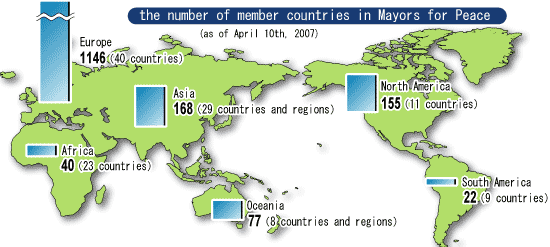 the number of member countries in Mayors for Peace
(as of April 10th, 2007)
Europe
1146 (40 countries)
Asia
168 (29 countries and regions)
North America
155 (11 countries)
Africa
40 (23 countries)
South America
22 (9 countries)
Oceania
77 (8 countries and regions)